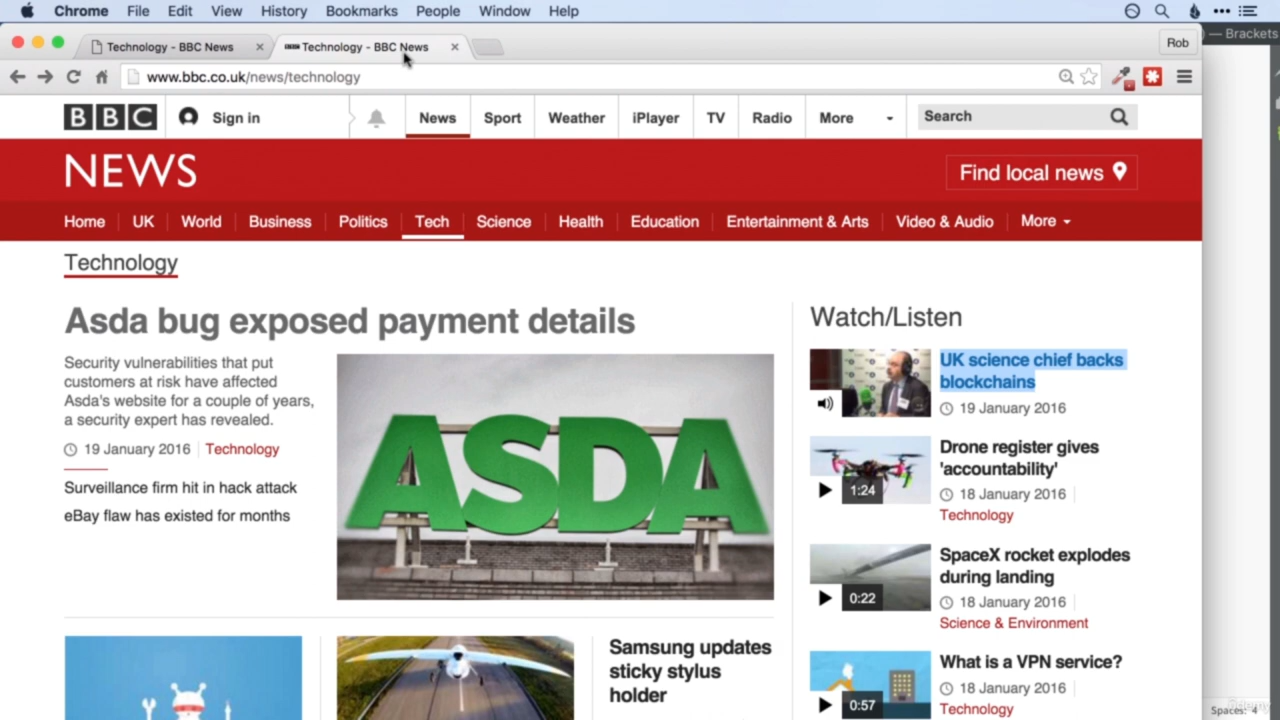 Chrome File Edit View History Bookmarks People Window Help
— Brackets
Technology - BBC News
Technology - BBC News
Rob
www.bbc.co.uk/news/technology
BBC
Sign in
News
Sport
Weather
iPlayer
TV
Radio
More
Search
NEWS
Find local news
Home
UK
World
Business
Politics
Tech
Science
Health
Education
Entertainment & Arts
Video & Audio
More
Technology
Asda bug exposed payment details
Security vulnerabilities that put
customers at risk have affected
Asda's website for a couple of years,
a security expert has revealed.
19 January 2016
Technology
Surveillance firm hit in hack attack
eBay flaw has existed for months
ASDA
Samsung updates
sticky stylus
holder
Watch/Listen
UK science chief backs
blockchains
19 January 2016
Drone register gives
'accountability'
1:24
18 January 2016
Technology
SpaceX rocket explodes
during landing
0:22
18 January 2016
Science & Environment
What is a VPN service?
0:57
18 January 2016
Technology
Spaces: 4
udemy